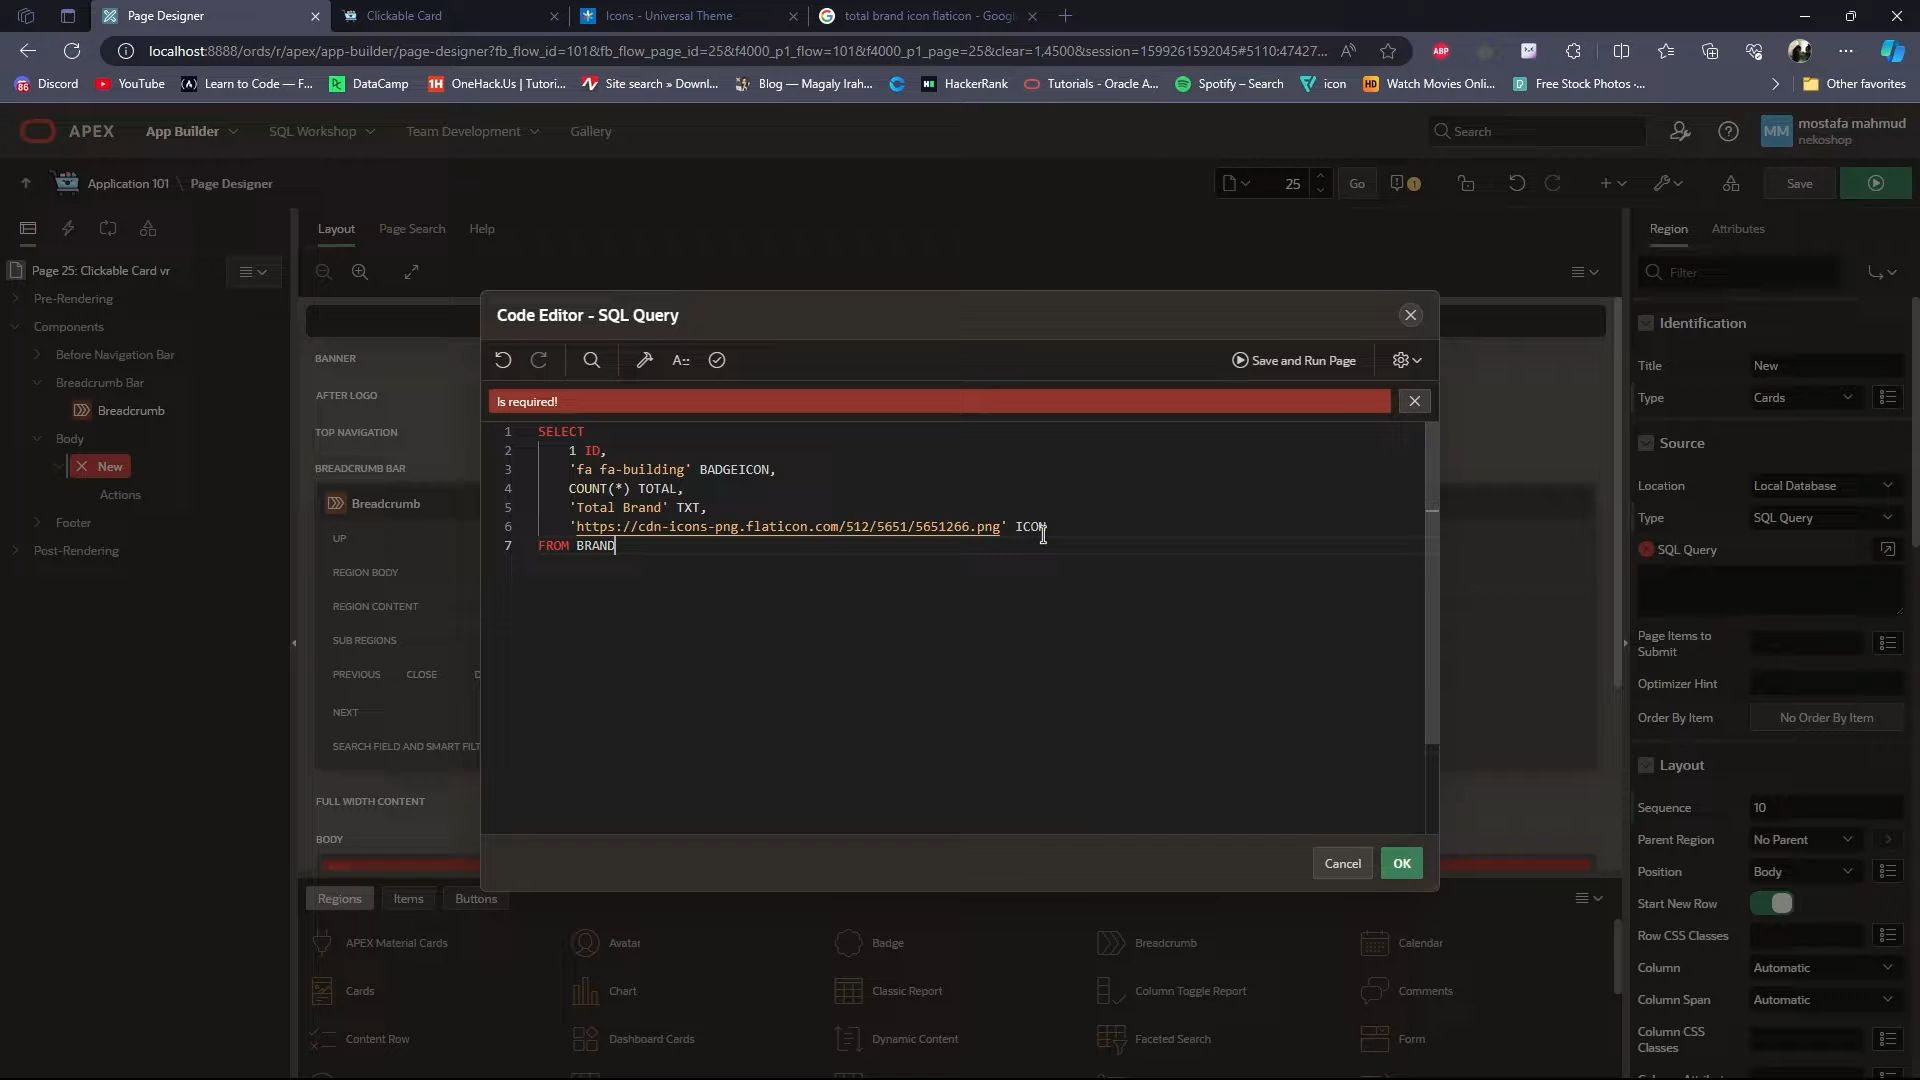 Page Designer
Clickable Card
Icons - Universal Theme
total brand icon flaticon - Goog
localhost:8888/ords/r/apex/app-builder/page-designer?fb_flow_id=101&fb_flow_page_id=25&f4000_p1_flow=101&f4000_p1_page=25&clear=1,4500&session=1599261592045#5110:47427...
ABP
86 Discord
YouTube
Learn to Code — F...
DataCamp
1H OneHack.Us | Tutori...
Site search » Downl...
Blog — Magaly Irah...
HackerRank
Tutorials - Oracle A...
Spotify – Search
icon
HD Watch Movies Onl...
Free Stock Photos ·...
Other favorites
APEX
App Builder
SQL Workshop
Team Development
Gallery
Search
MM
mostafa mahmud
nekoshop
Application 101 \ Page Designer
25
Go
1
Save
Layout
Page Search
Help
Region
Attributes
Filter
Page 25: Clickable Card vr
Pre-Rendering
Components
Before Navigation Bar
Breadcrumb Bar
Breadcrumb
Body
New
Actions
Footer
Post-Rendering
BANNER
AFTER LOGO
TOP NAVIGATION
BREADCRUMB BAR
Breadcrumb
UP
REGION BODY
REGION CONTENT
SUB REGIONS
PREVIOUS
CLOSE
NEXT
SEARCH FIELD AND SMART FILT
FULL WIDTH CONTENT
BODY
Code Editor - SQL Query
Save and Run Page
Is required!
1 SELECT
2 1 ID,
3 'fa fa-building' BADGEICON,
4 COUNT(*) TOTAL,
5 'Total Brand' TXT,
6 'https://cdn-icons-png.flaticon.com/512/5651/5651266.png' ICON
7 FROM BRAND
Cancel
OK
Identification
Title
New
Type
Cards
Source
Location
Local Database
Type
SQL Query
SQL Query
Page Items to
Submit
Optimizer Hint
Order By Item
No Order By Item
Layout
Sequence
10
Parent Region
No Parent
Position
Body
Start New Row
Row CSS Classes
Column
Automatic
Column Span
Automatic
Column CSS
Classes
Regions
Items
Buttons
APEX Material Cards
Avatar
Badge
Breadcrumb
Calendar
Cards
Chart
Classic Report
Column Toggle Report
Comments
Content Row
Dashboard Cards
Dynamic Content
Faceted Search
Form